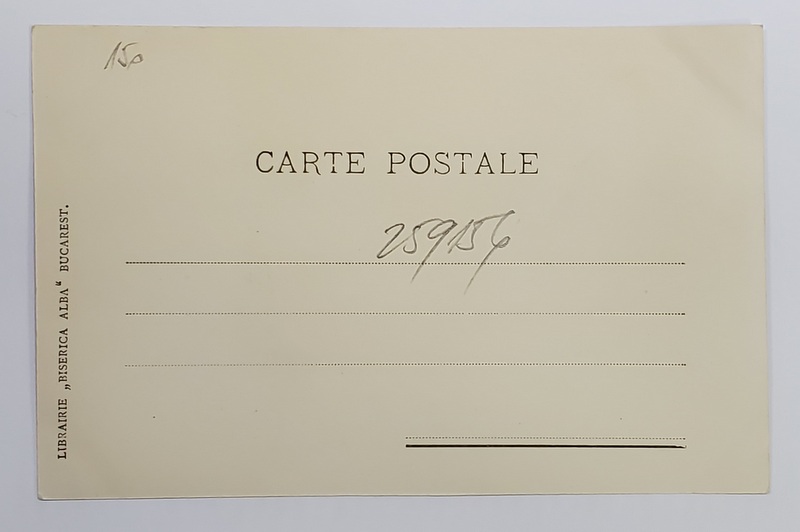 150
CARTE POSTALE
259156
LIBRAIRIE „BISERICA ALBA“ BUCAREST.